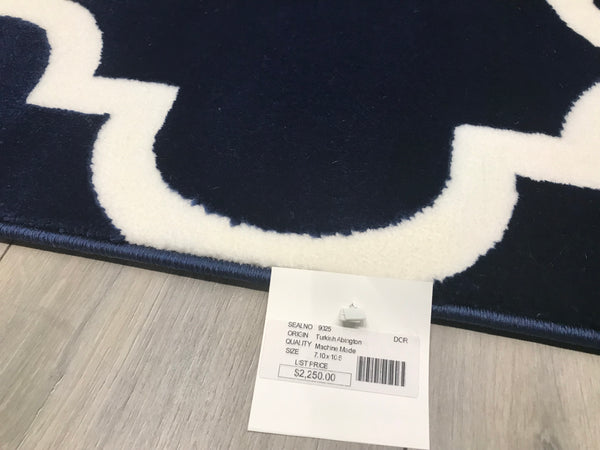 SEALNO 9025
ORIGIN Turkish Abington DCR
QUALITY Machine Made
SIZE 7.10 x 10.6
LIST PRICE
$2,250.00